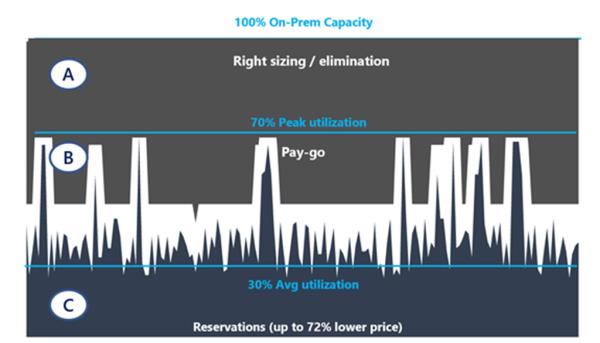 100% On-Prem Capacity
A
Right sizing / elimination
70% Peak utilization
B
Pay-go
30% Avg utilization
C
Reservations (up to 72% lower price)